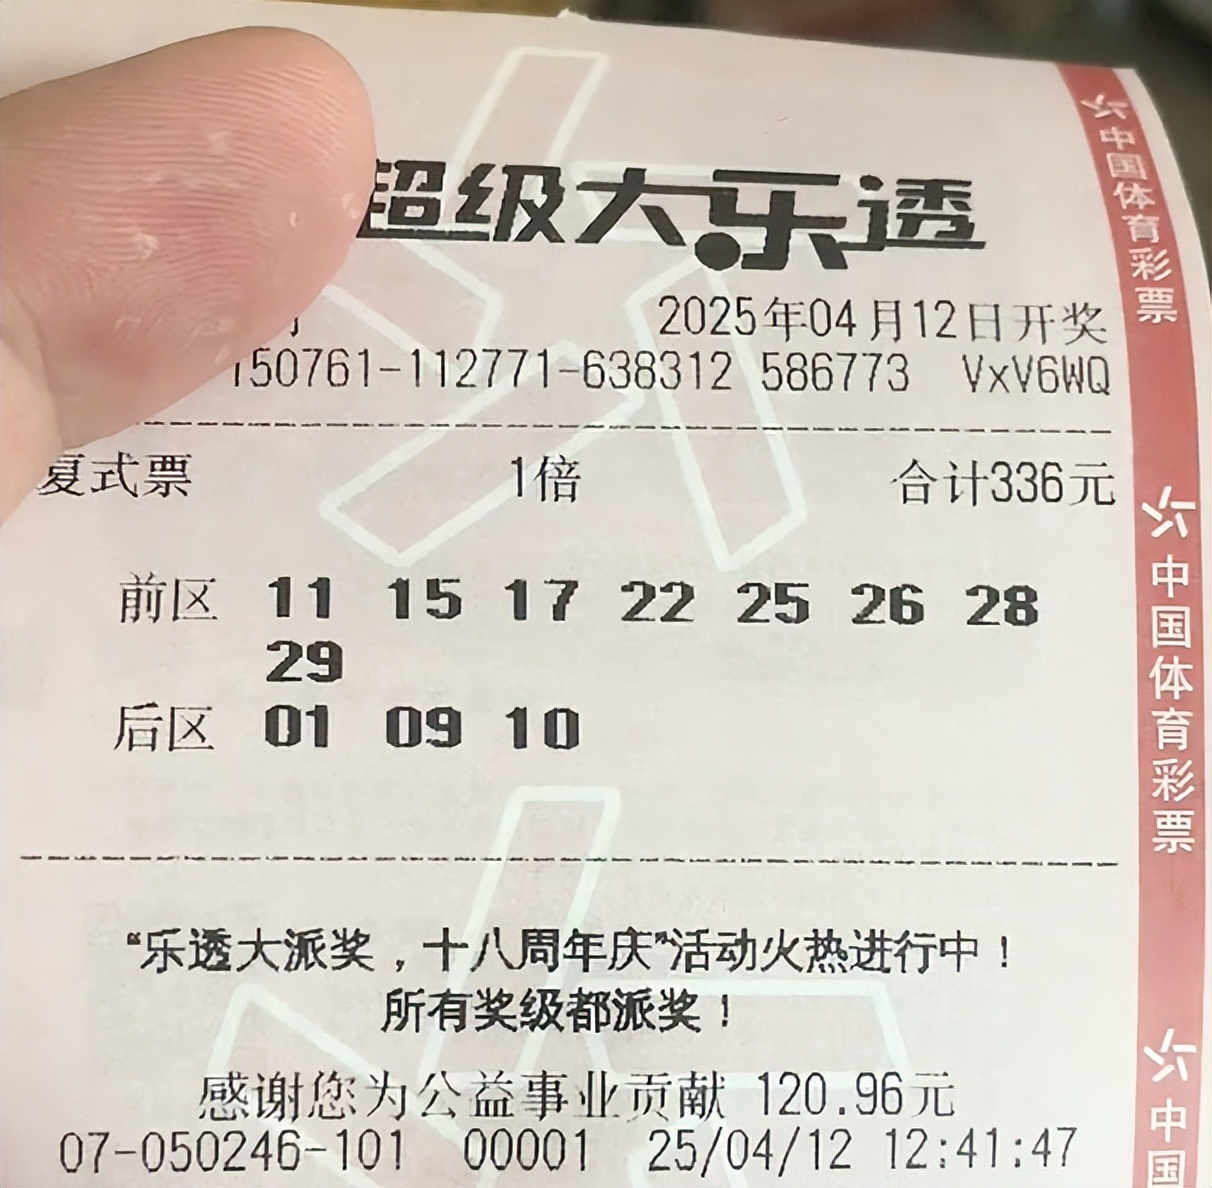 超级大乐透
2025年04月12日开奖
150761-112771-638312 586773 VxV6WQ
复式票 1倍 合计336元
前区 11 15 17 22 25 26 28
29
后区 01 09 10
“乐透大派奖，十八周年庆”活动火热进行中！
所有奖级都派奖！
感谢您为公益事业贡献 120.96元
07-050246-101 00001 25/04/12 12:41:47
中国体育彩票
中国体育彩票
中国